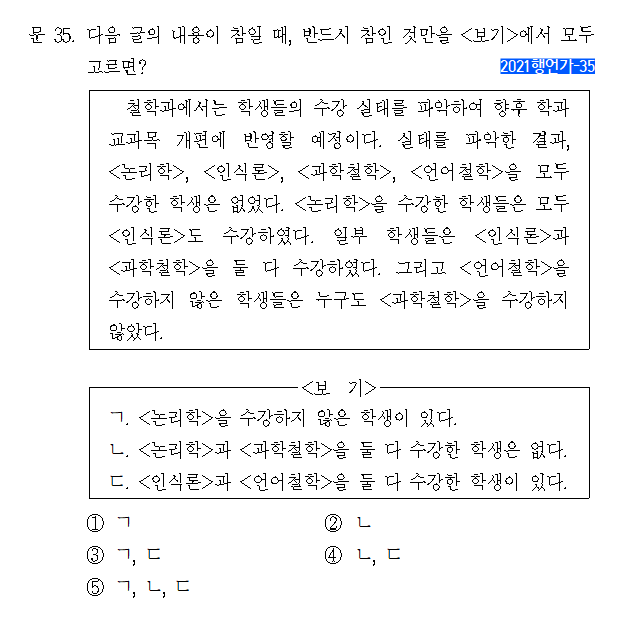 문 35. 다음 글의 내용이 참일 때, 반드시 참인 것만을 <보기>에서 모두
고르면?
2021행언가-35
철학과에서는 학생들의 수강 실태를 파악하여 향후 학과
교과목 개편에 반영할 예정이다. 실태를 파악한 결과,
<논리학>, <인식론>, <과학철학>, <언어철학>을 모두
수강한 학생은 없었다. <논리학>을 수강한 학생들은 모두
<인식론>도 수강하였다. 일부 학생들은 <인식론>과
<과학철학>을 둘 다 수강하였다. 그리고 <언어철학>을
수강하지 않은 학생들은 누구도 <과학철학>을 수강하지
않았다.
<보 기>
ㄱ. <논리학>을 수강하지 않은 학생이 있다.
ㄴ. <논리학>과 <과학철학>을 둘 다 수강한 학생은 없다.
ㄷ. <인식론>과 <언어철학>을 둘 다 수강한 학생이 있다.
① ㄱ ② ㄴ
③ ㄱ, ㄷ ④ ㄴ, ㄷ
⑤ ㄱ, ㄴ, ㄷ